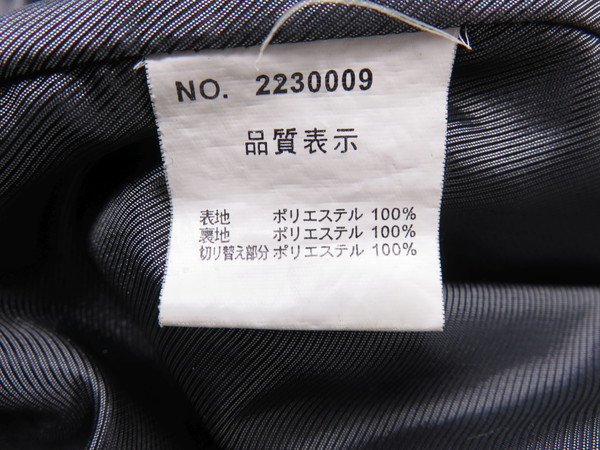 NO. 2230009
品質表示
表地 ポリエステル 100%
裏地 ポリエステル 100%
切り替え部分 ポリエステル 100%